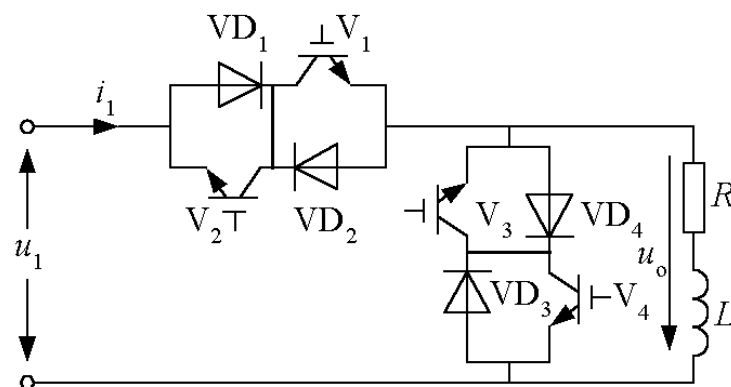 VD₁ V₁
i₁
V₂ VD₂
u₁
V₃ VD₄
R
uₒ
VD₃ V₄
L